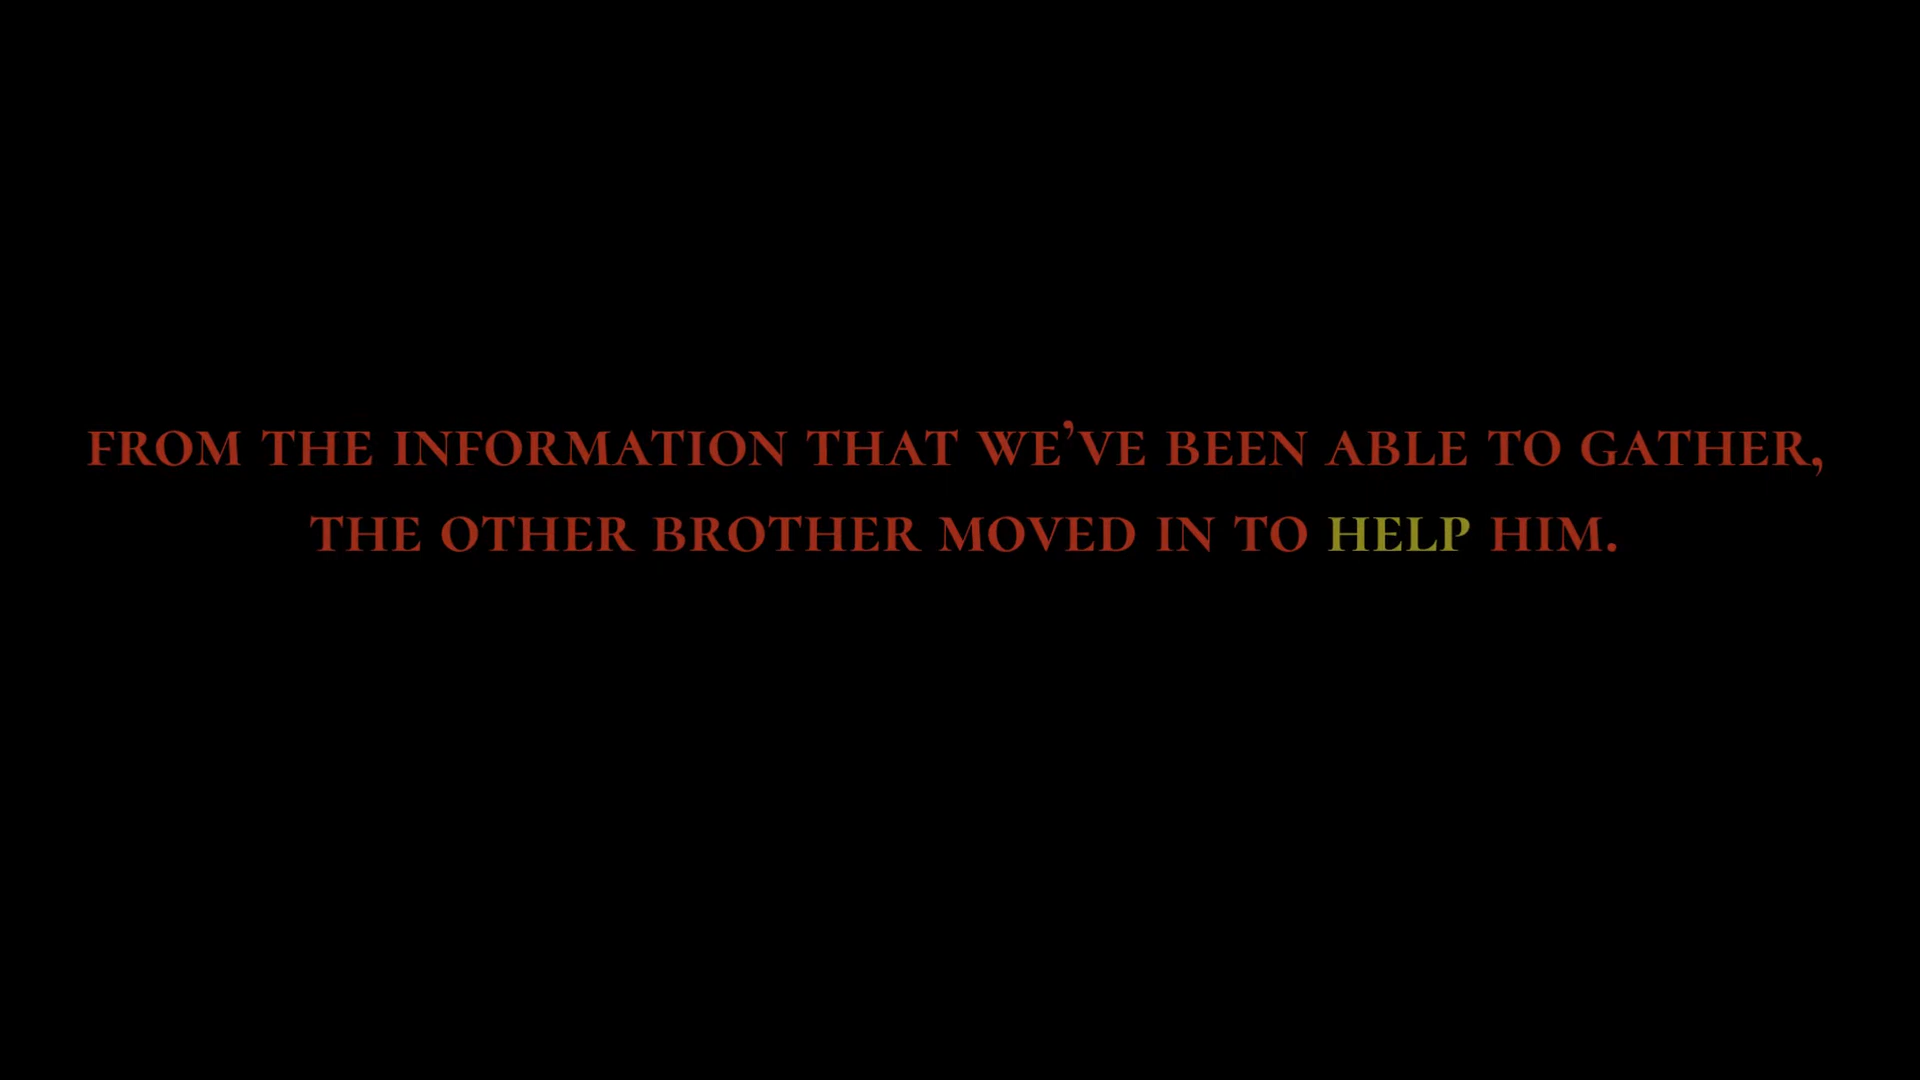 FROM THE INFORMATION THAT WE’VE BEEN ABLE TO GATHER,
THE OTHER BROTHER MOVED IN TO HELP HIM.